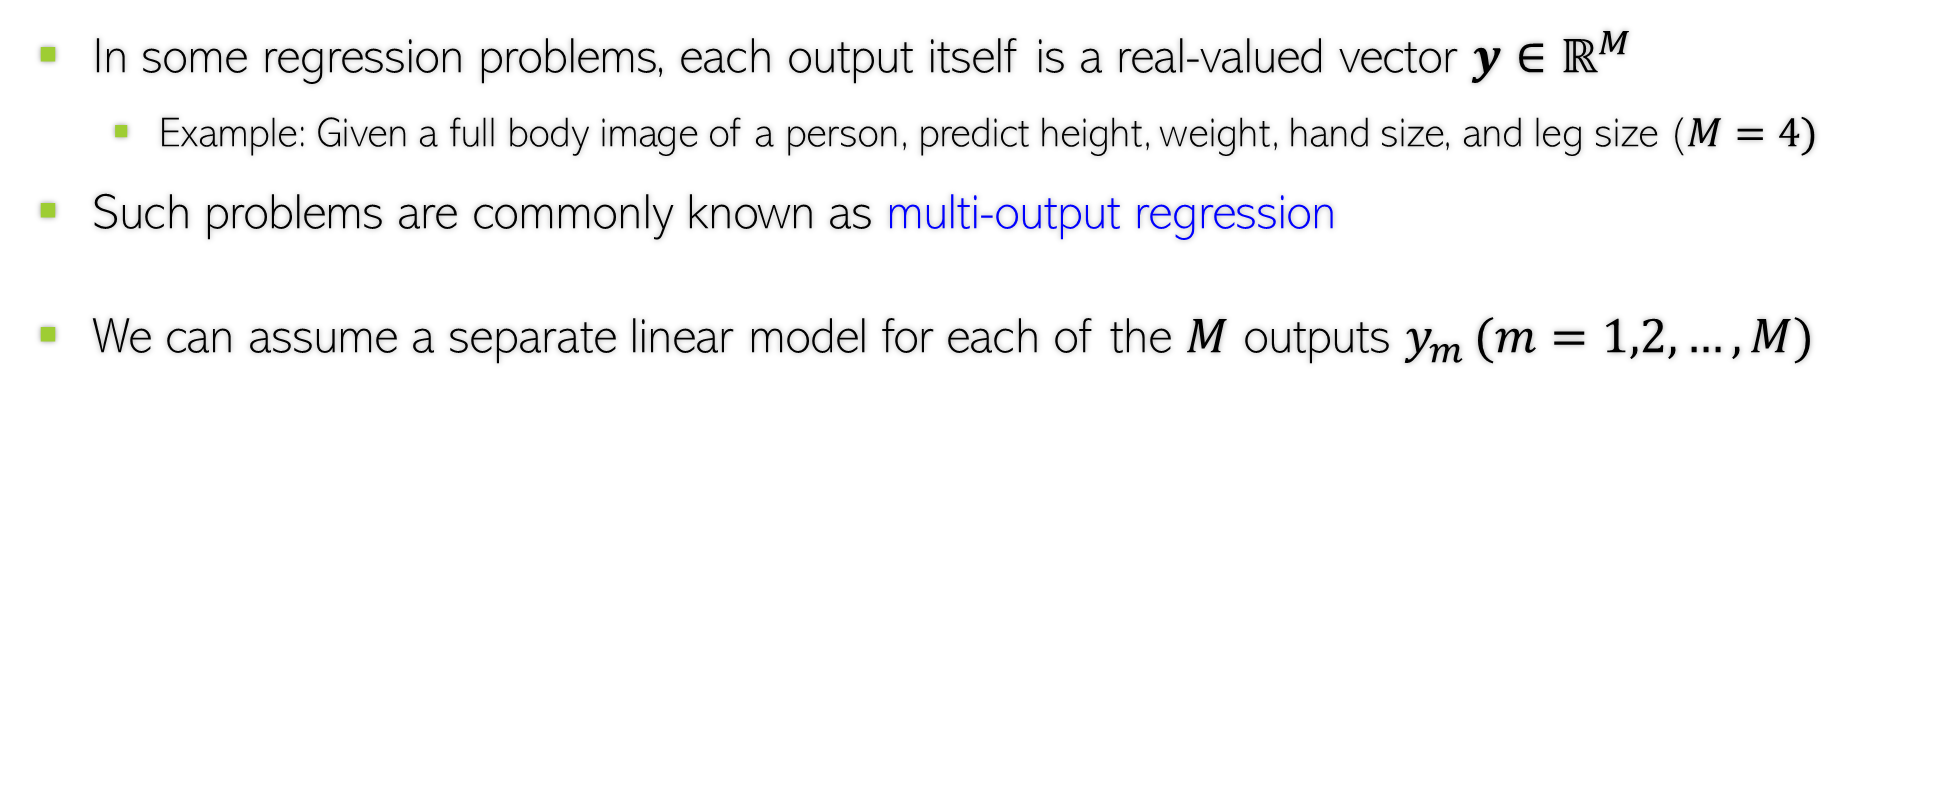 In some regression problems, each output itself is a real-valued vector 𝒚 ∈ ℝᴹ
Example: Given a full body image of a person, predict height, weight, hand size, and leg size (𝑀 = 4)
Such problems are commonly known as multi-output regression
We can assume a separate linear model for each of the 𝑀 outputs 𝑦ₘ (𝑚 = 1,2, … , 𝑀)